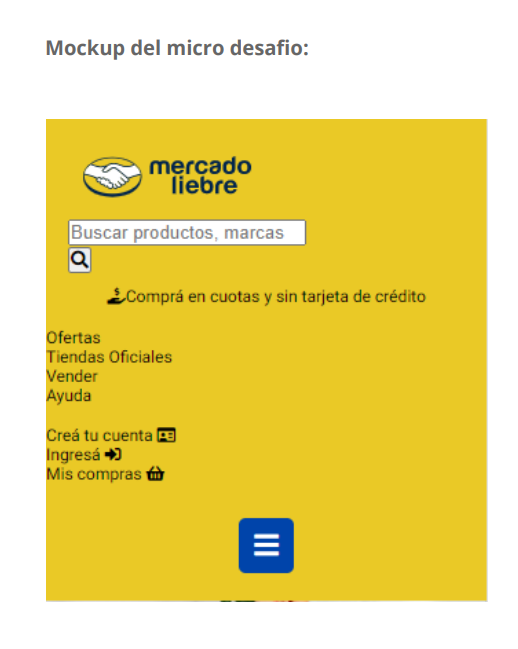 Mockup del micro desafio:
mercado
liebre
Buscar productos, marcas
Comprá en cuotas y sin tarjeta de crédito
Ofertas
Tiendas Oficiales
Vender
Ayuda
Creá tu cuenta
Ingresá
Mis compras